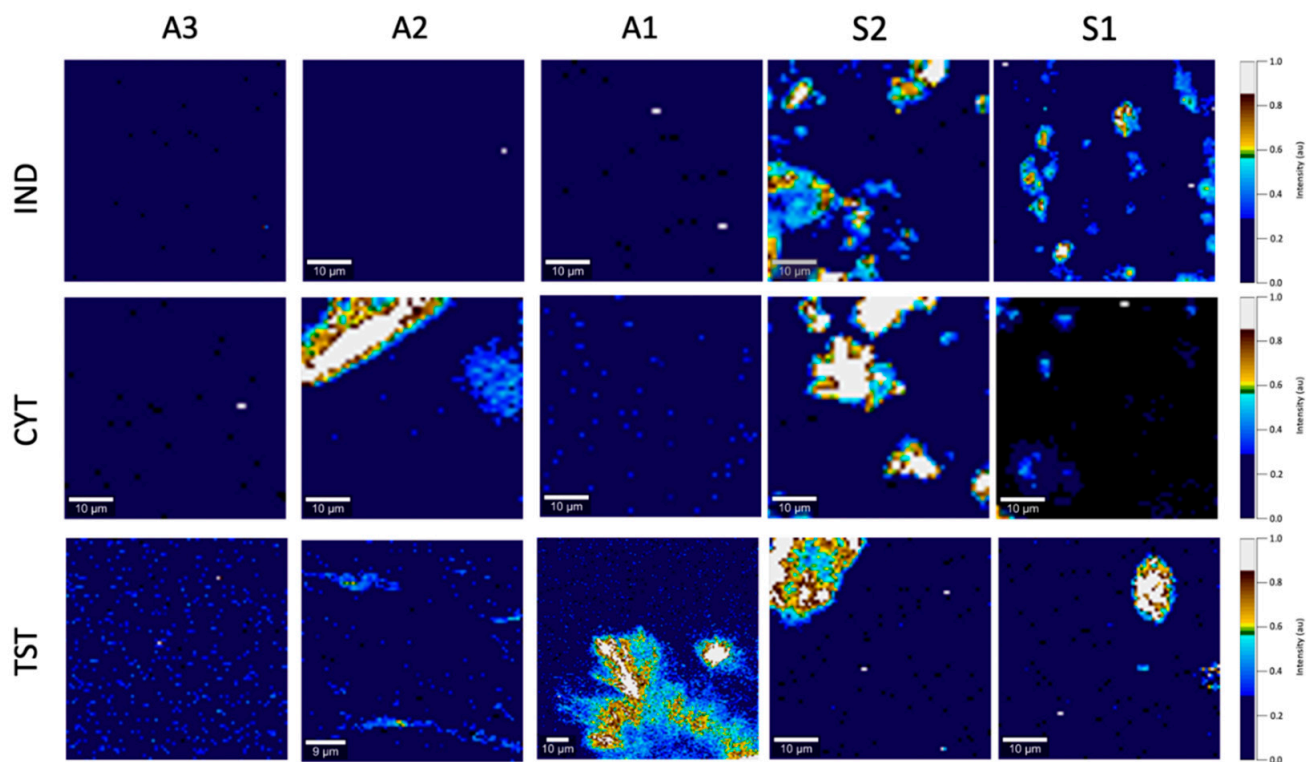 A3 A2 A1 S2 S1
IND
10 μm 10 μm 10 μm
1.0
0.8
0.6
0.4
0.2
0.0
Intensity (au)
CYT
10 μm 10 μm 10 μm 10 μm 10 μm
1.0
0.8
0.6
0.4
0.2
0.0
Intensity (au)
TST
9 μm 10 μm 10 μm 10 μm
1.0
0.8
0.6
0.4
0.2
0.0
Intensity (au)